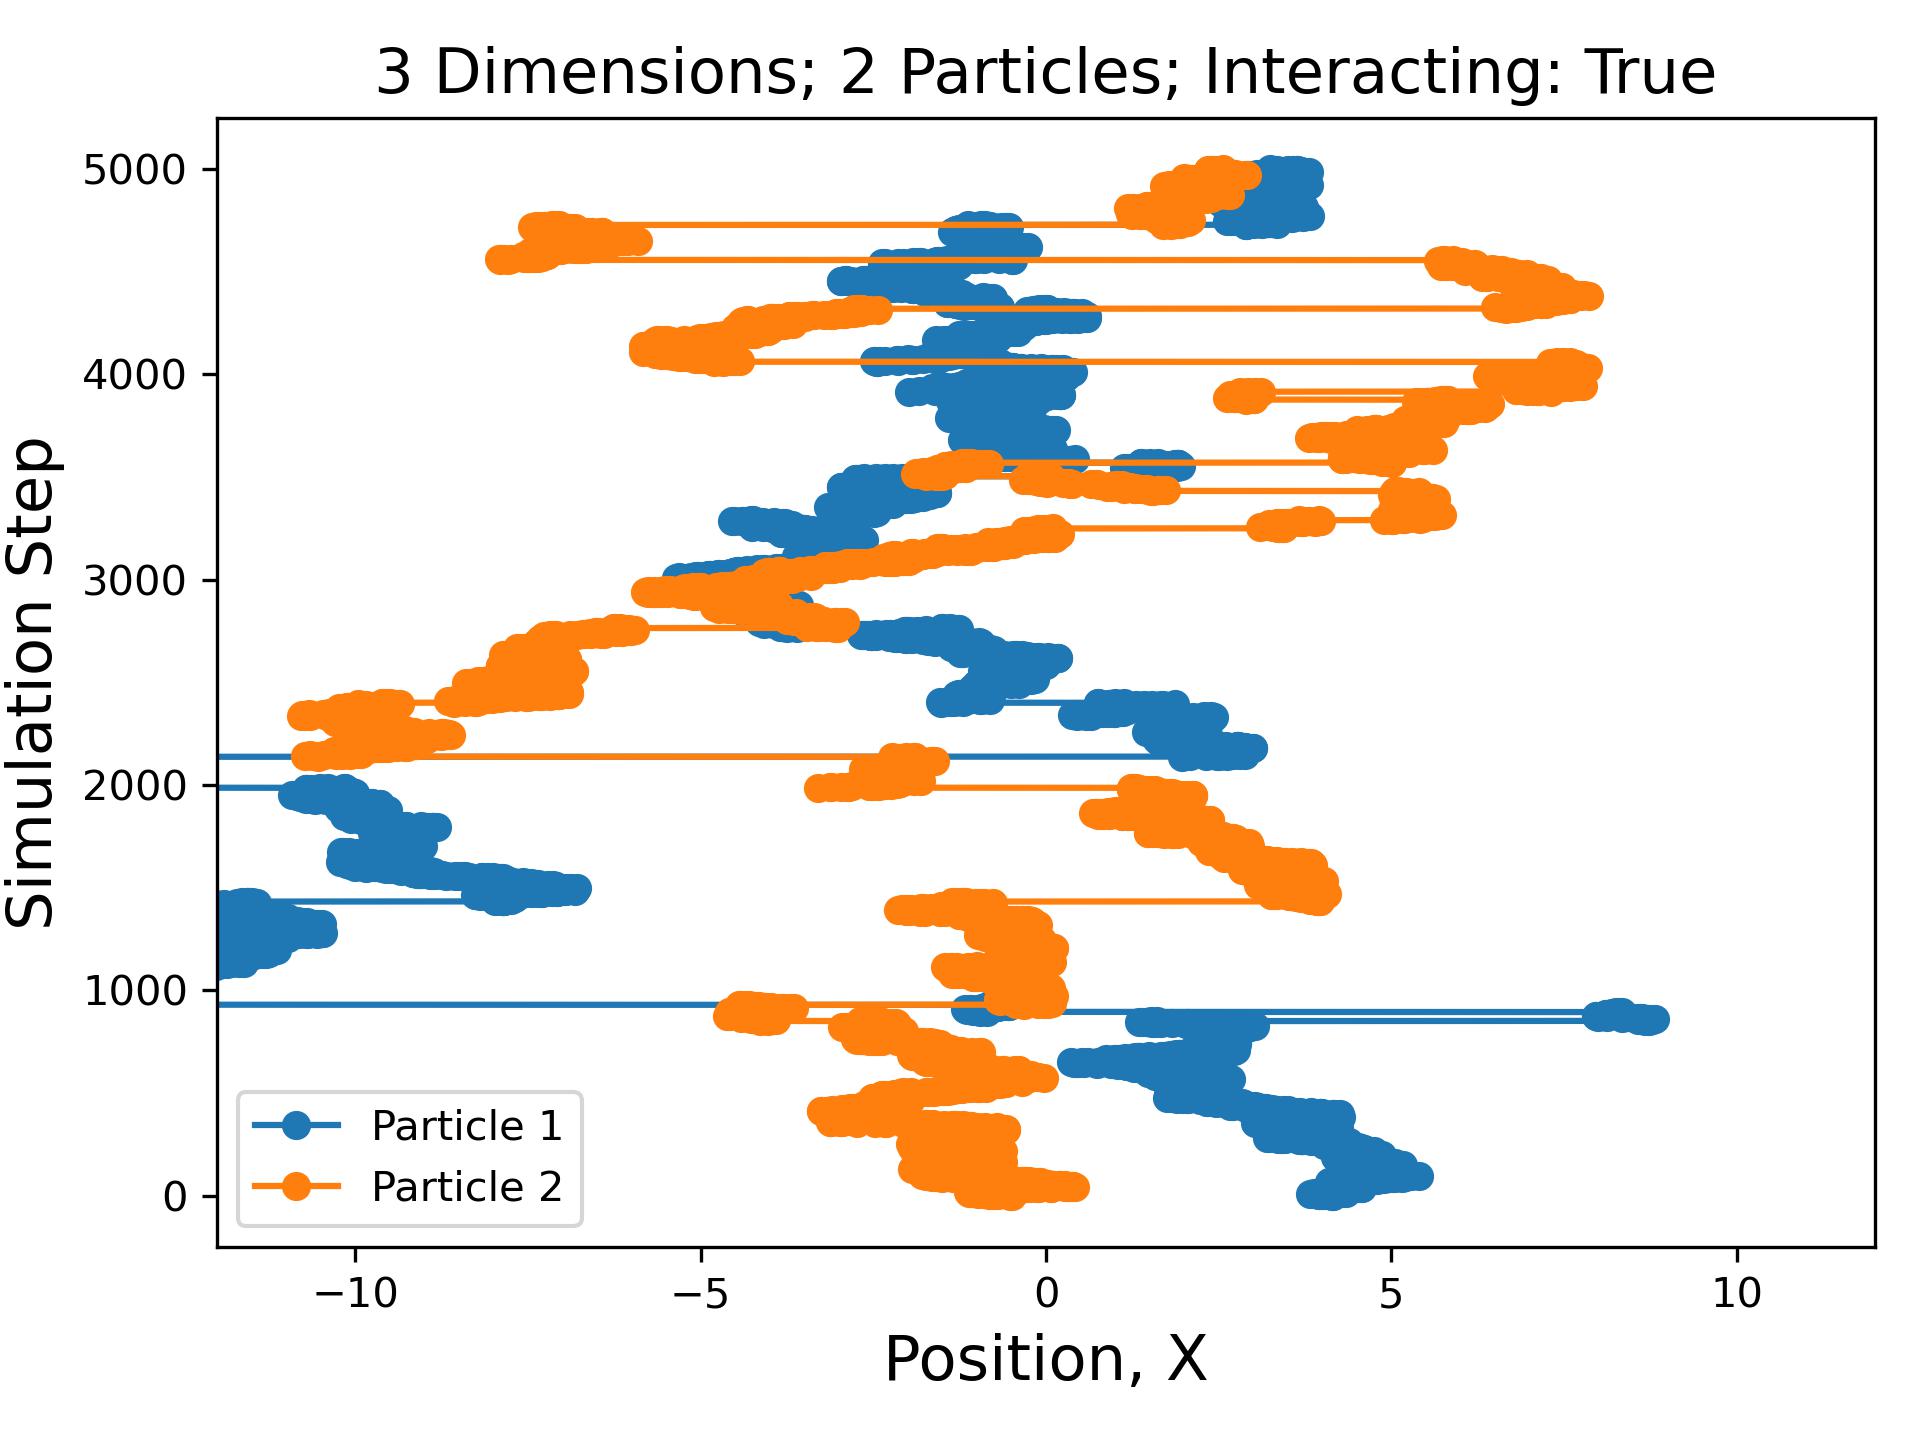 3 Dimensions; 2 Particles; Interacting: True
Simulation Step
5000
4000
3000
2000
1000
0
Particle 1
Particle 2
−10
−5
0
5
10
Position, X